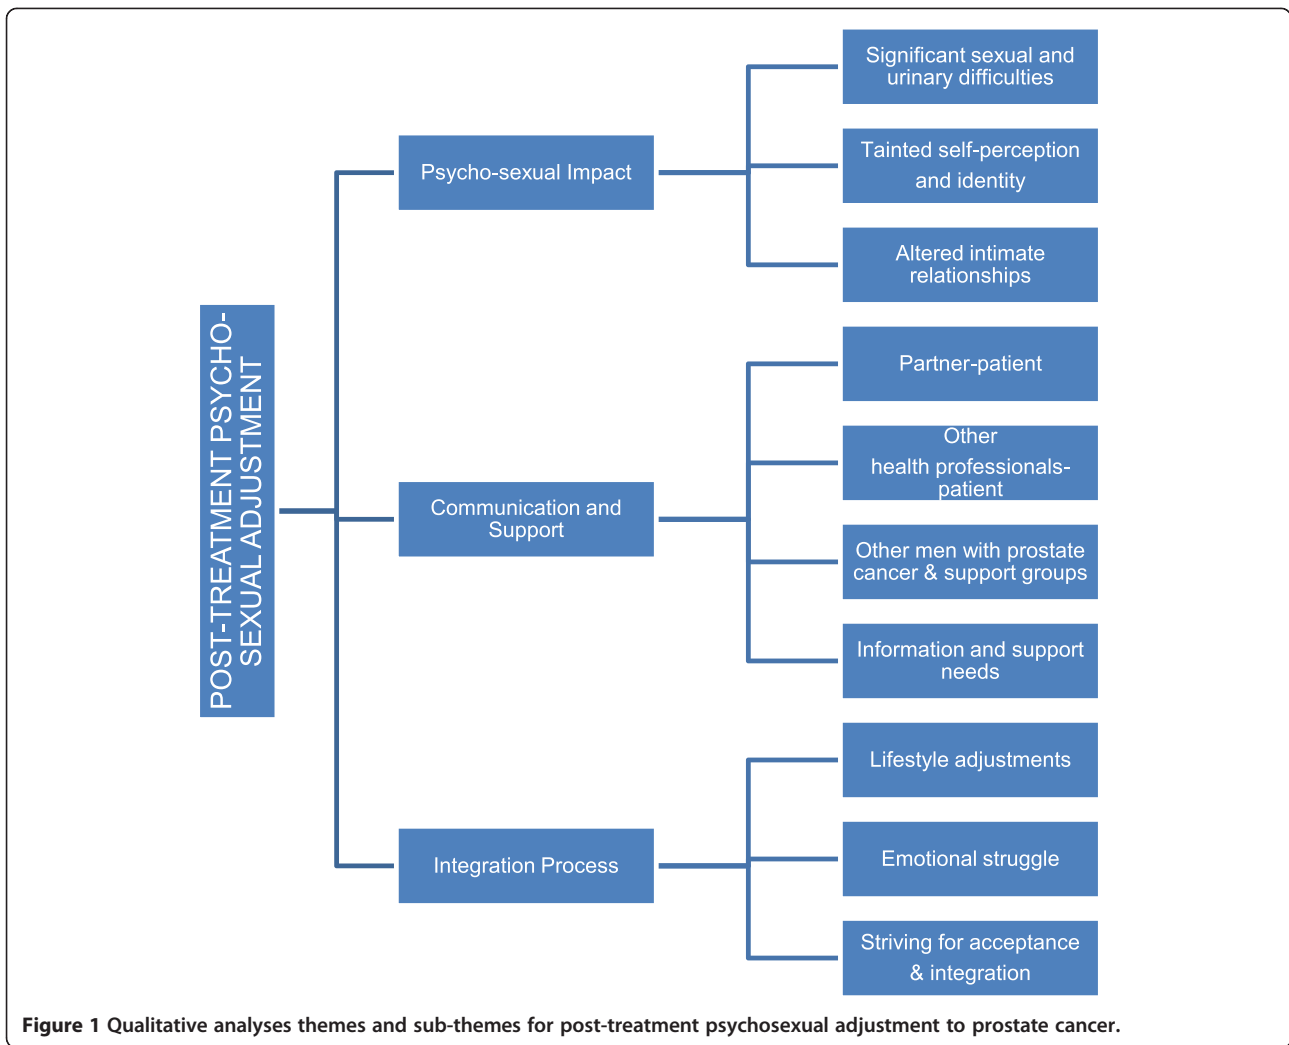 POST-TREATMENT PSYCHO-
SEXUAL ADJUSTMENT
Psycho-sexual Impact
Significant sexual and
urinary difficulties
Tainted self-perception
and identity
Altered intimate
relationships
Communication and
Support
Partner-patient
Other
health professionals-
patient
Other men with prostate
cancer & support groups
Information and support
needs
Integration Process
Lifestyle adjustments
Emotional struggle
Striving for acceptance
& integration
Figure 1 Qualitative analyses themes and sub-themes for post-treatment psychosexual adjustment to prostate cancer.